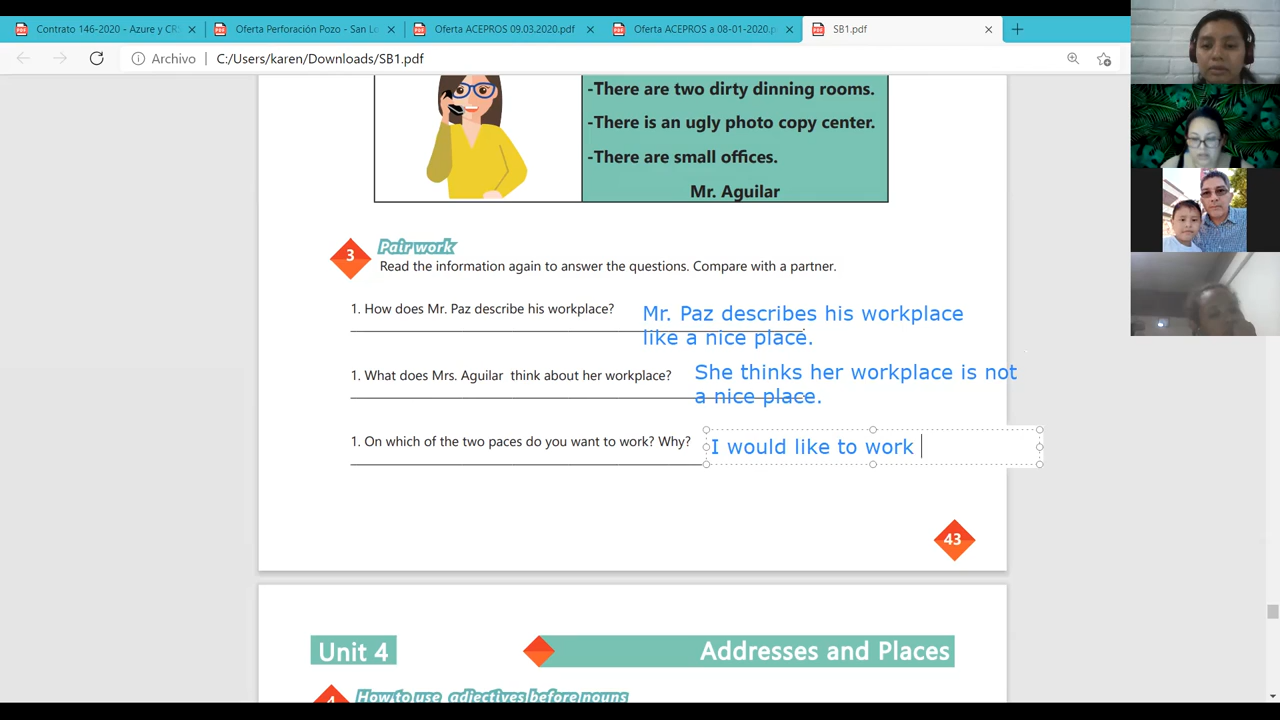 Contrato 146-2020 - Azure y CR
Oferta Perforación Pozo - San L
Oferta ACEPROS 09.03.2020.pdf
Oferta ACEPROS a 08-01-2020.p
SB1.pdf
Archivo
C:/Users/karen/Downloads/SB1.pdf
-There are two dirty dinning rooms.
-There is an ugly photo copy center.
-There are small offices.
Mr. Aguilar
3
Pair work
Read the information again to answer the questions. Compare with a partner.
1. How does Mr. Paz describe his workplace?
Mr. Paz describes his workplace
like a nice place.
1. What does Mrs. Aguilar think about her workplace?
She thinks her workplace is not
a nice place.
1. On which of the two paces do you want to work? Why?
I would like to work
43
Unit 4
Addresses and Places
4
How to use adjectives before nouns